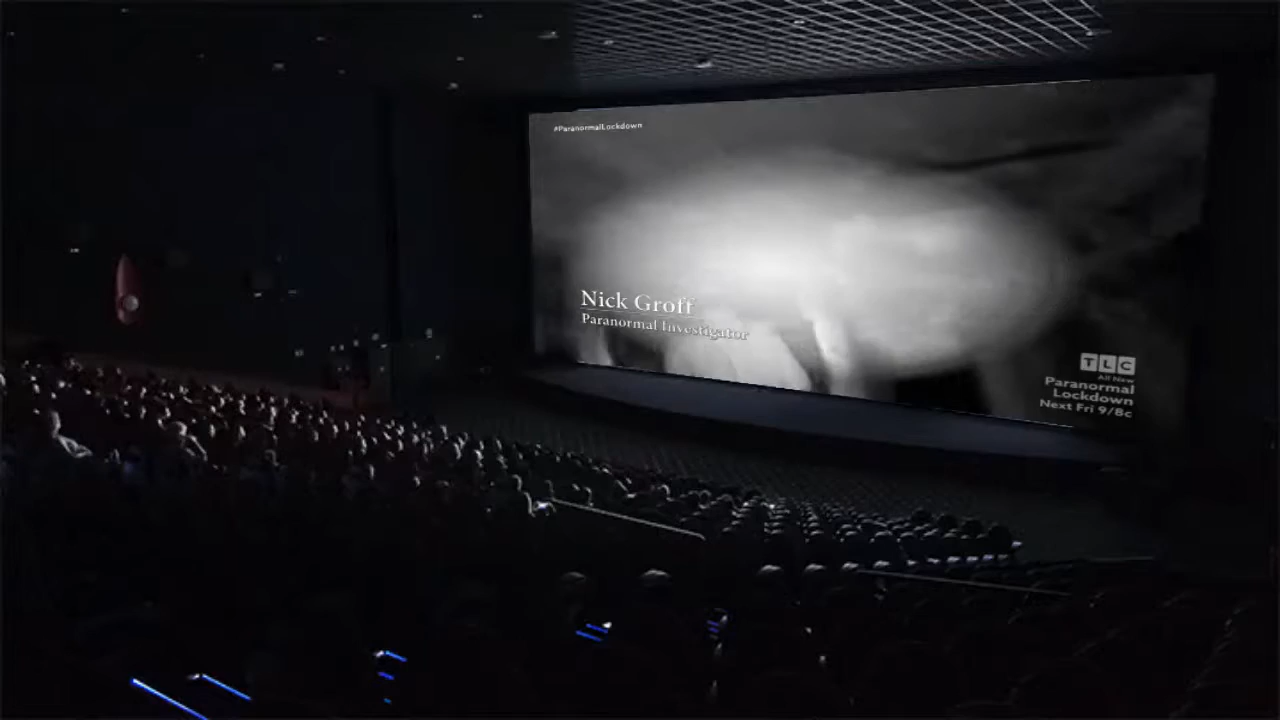 #ParanormalLockdown
Nick Groff
Paranormal Investigator
TLC
All New
Paranormal
Lockdown
Next Fri 9/8c